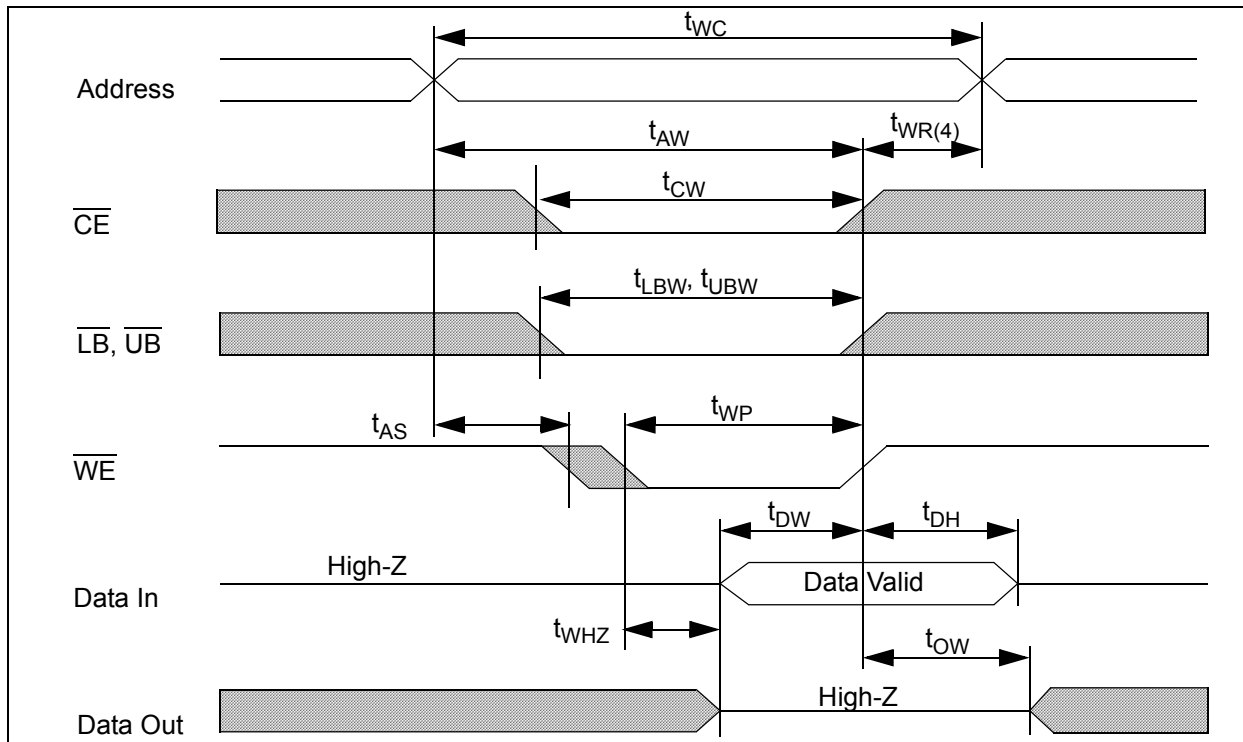 tWC
Address
tAW
tWR(4)
tCW
CE
tLBW, tUBW
LB, UB
tAS
tWP
WE
tDW
tDH
High-Z
Data Valid
Data In
tWHZ
tOW
High-Z
Data Out